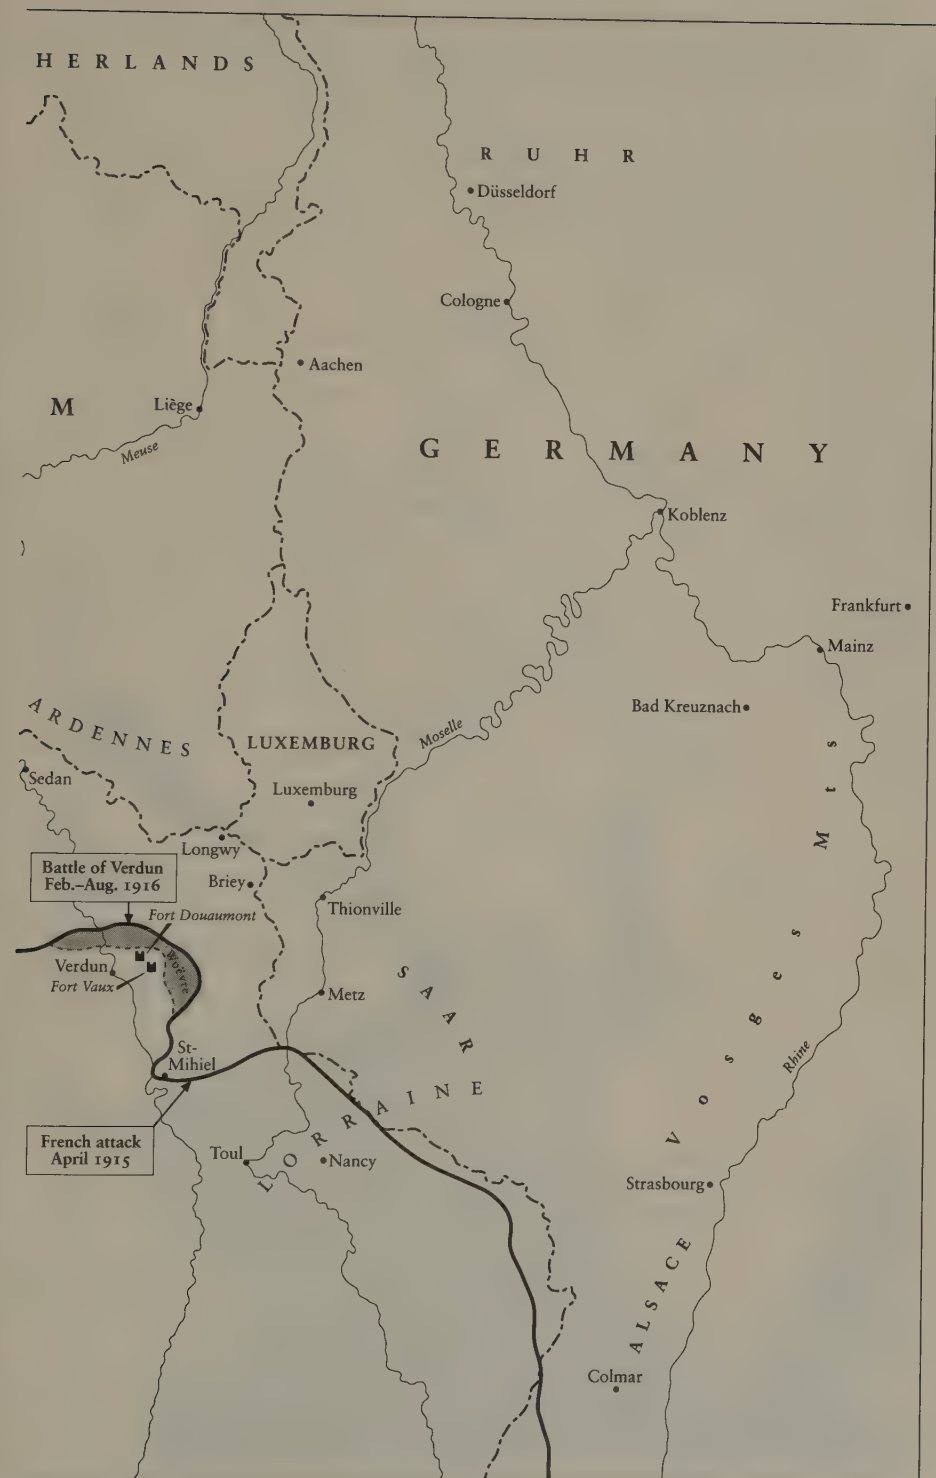 HERLANDS
RUHR
Düsseldorf
Cologne
Aachen
M
Liège
Meuse
GERMANY
Koblenz
Frankfurt
Mainz
Bad Kreuznach
ARDENNES
LUXEMBURG
Moselle
Sedan
Luxemburg
Vosges Mts
Longwy
Battle of Verdun
Feb.–Aug. 1916
Briey
Thionville
Fort Douaumont
Verdun
Woëvre
Fort Vaux
Metz
SAAR
St-
Mihiel
Rhine
LORRAINE
French attack
April 1915
Toul
Nancy
Strasbourg
ALSACE
Colmar